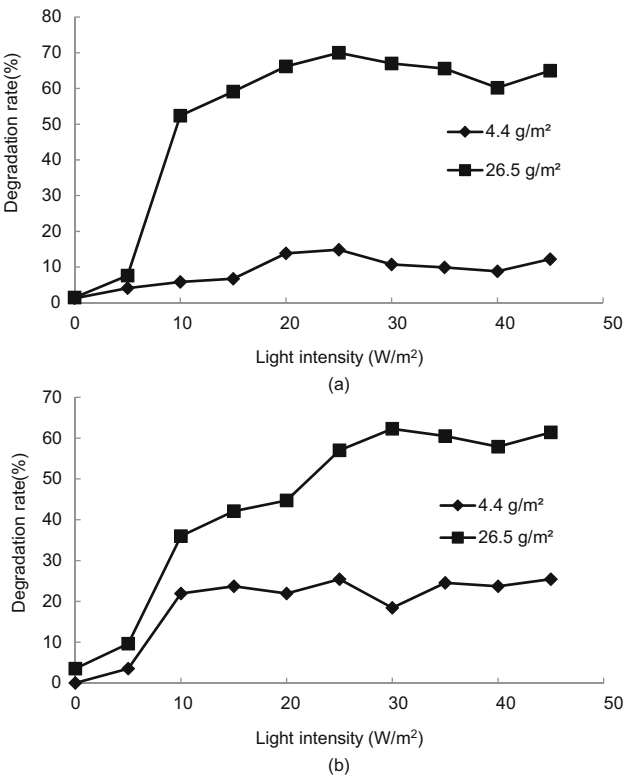 80
70
60
50
40
30
20
10
0
Degradation rate(%)
4.4 g/m²
26.5 g/m²
0 10 20 30 40 50
Light intensity (W/m²)
(a)
70
60
50
40
30
20
10
0
Degradation rate(%)
4.4 g/m²
26.5 g/m²
0 10 20 30 40 50
Light intensity (W/m²)
(b)